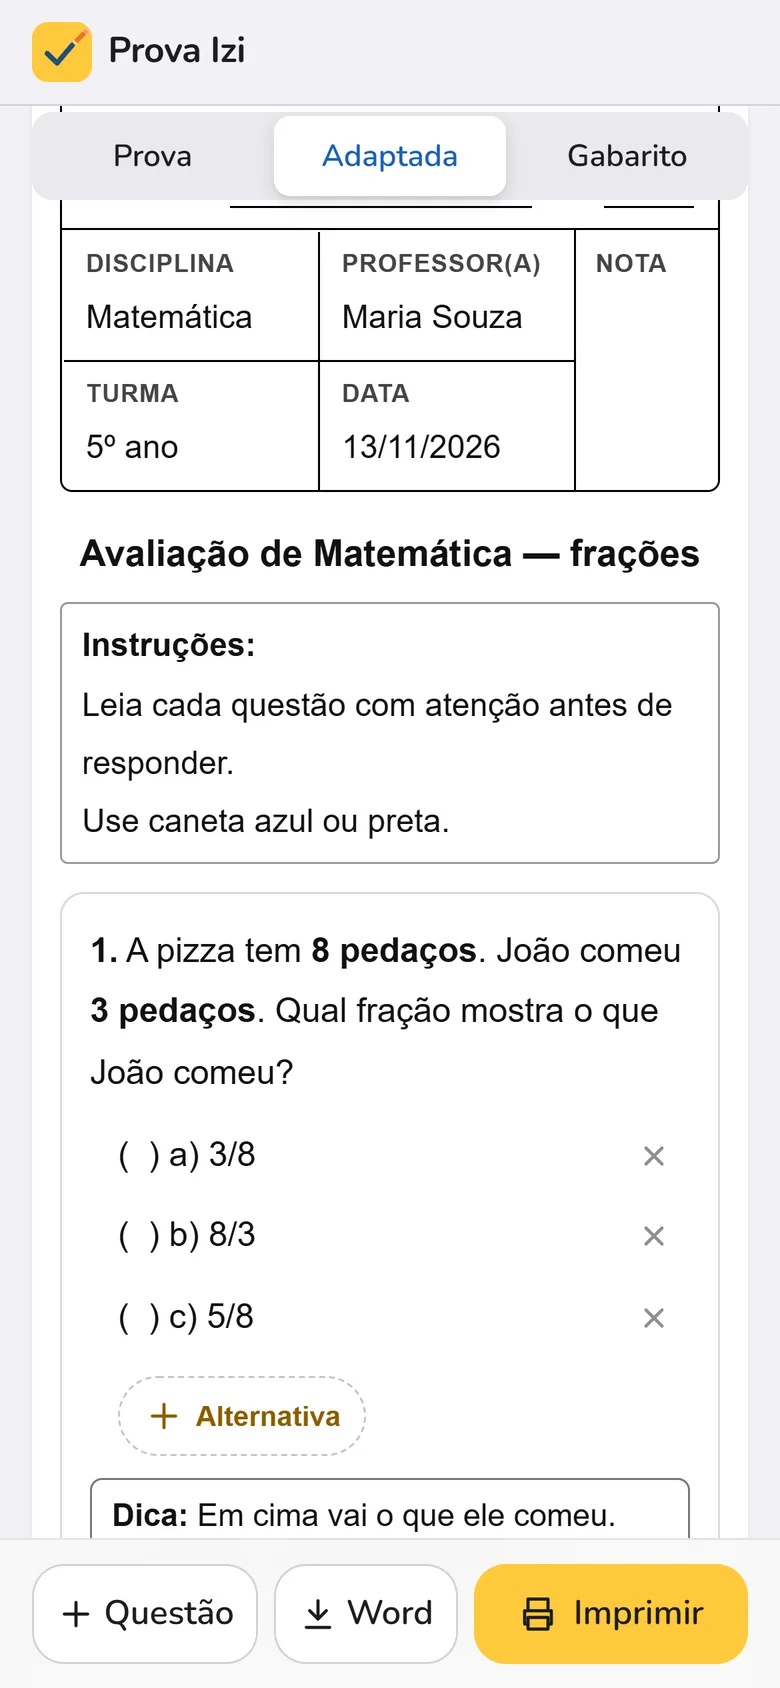 Prova Izi
Prova
Adaptada
Gabarito
DISCIPLINA
Matemática
PROFESSOR(A)
Maria Souza
NOTA
TURMA
5º ano
DATA
13/11/2026
Avaliação de Matemática — frações
Instruções:
Leia cada questão com atenção antes de
responder.
Use caneta azul ou preta.
1. A pizza tem 8 pedaços. João comeu
3 pedaços. Qual fração mostra o que
João comeu?
( ) a) 3/8
( ) b) 8/3
( ) c) 5/8
+ Alternativa
Dica: Em cima vai o que ele comeu.
+ Questão
Word
Imprimir